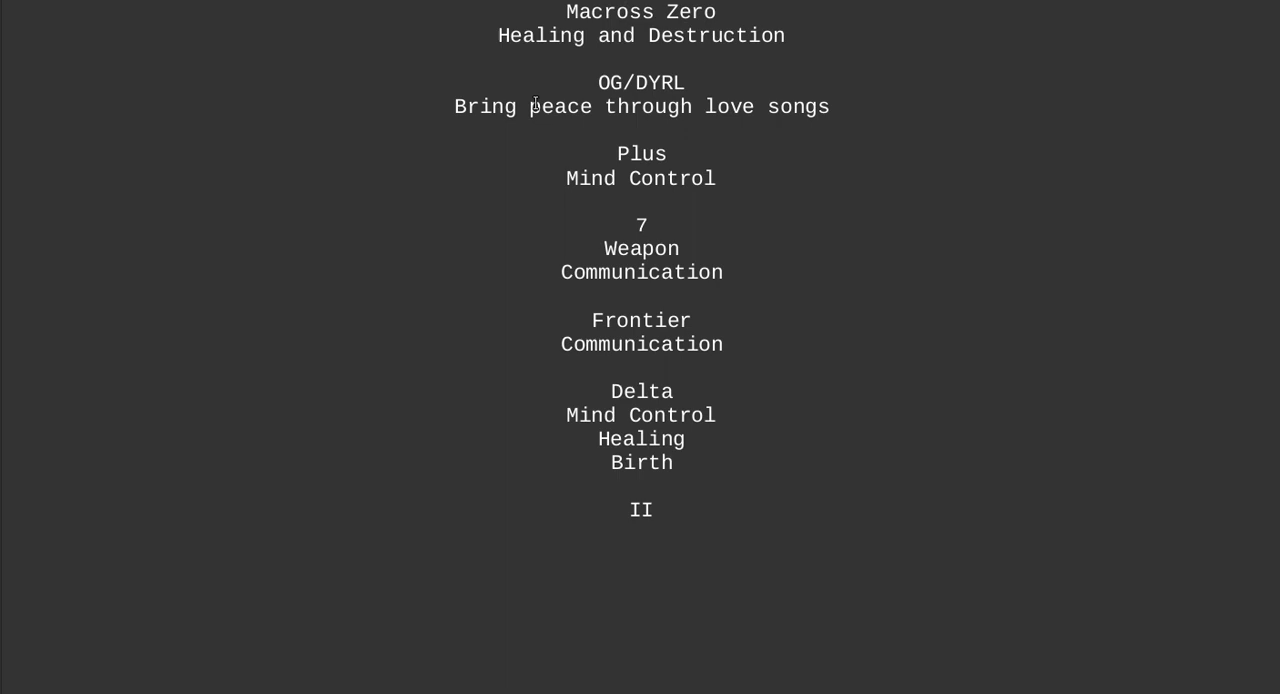 Macross Zero
Healing and Destruction
OG/DYRL
Bring peace through love songs
Plus
Mind Control
7
Weapon
Communication
Frontier
Communication
Delta
Mind Control
Healing
Birth
II